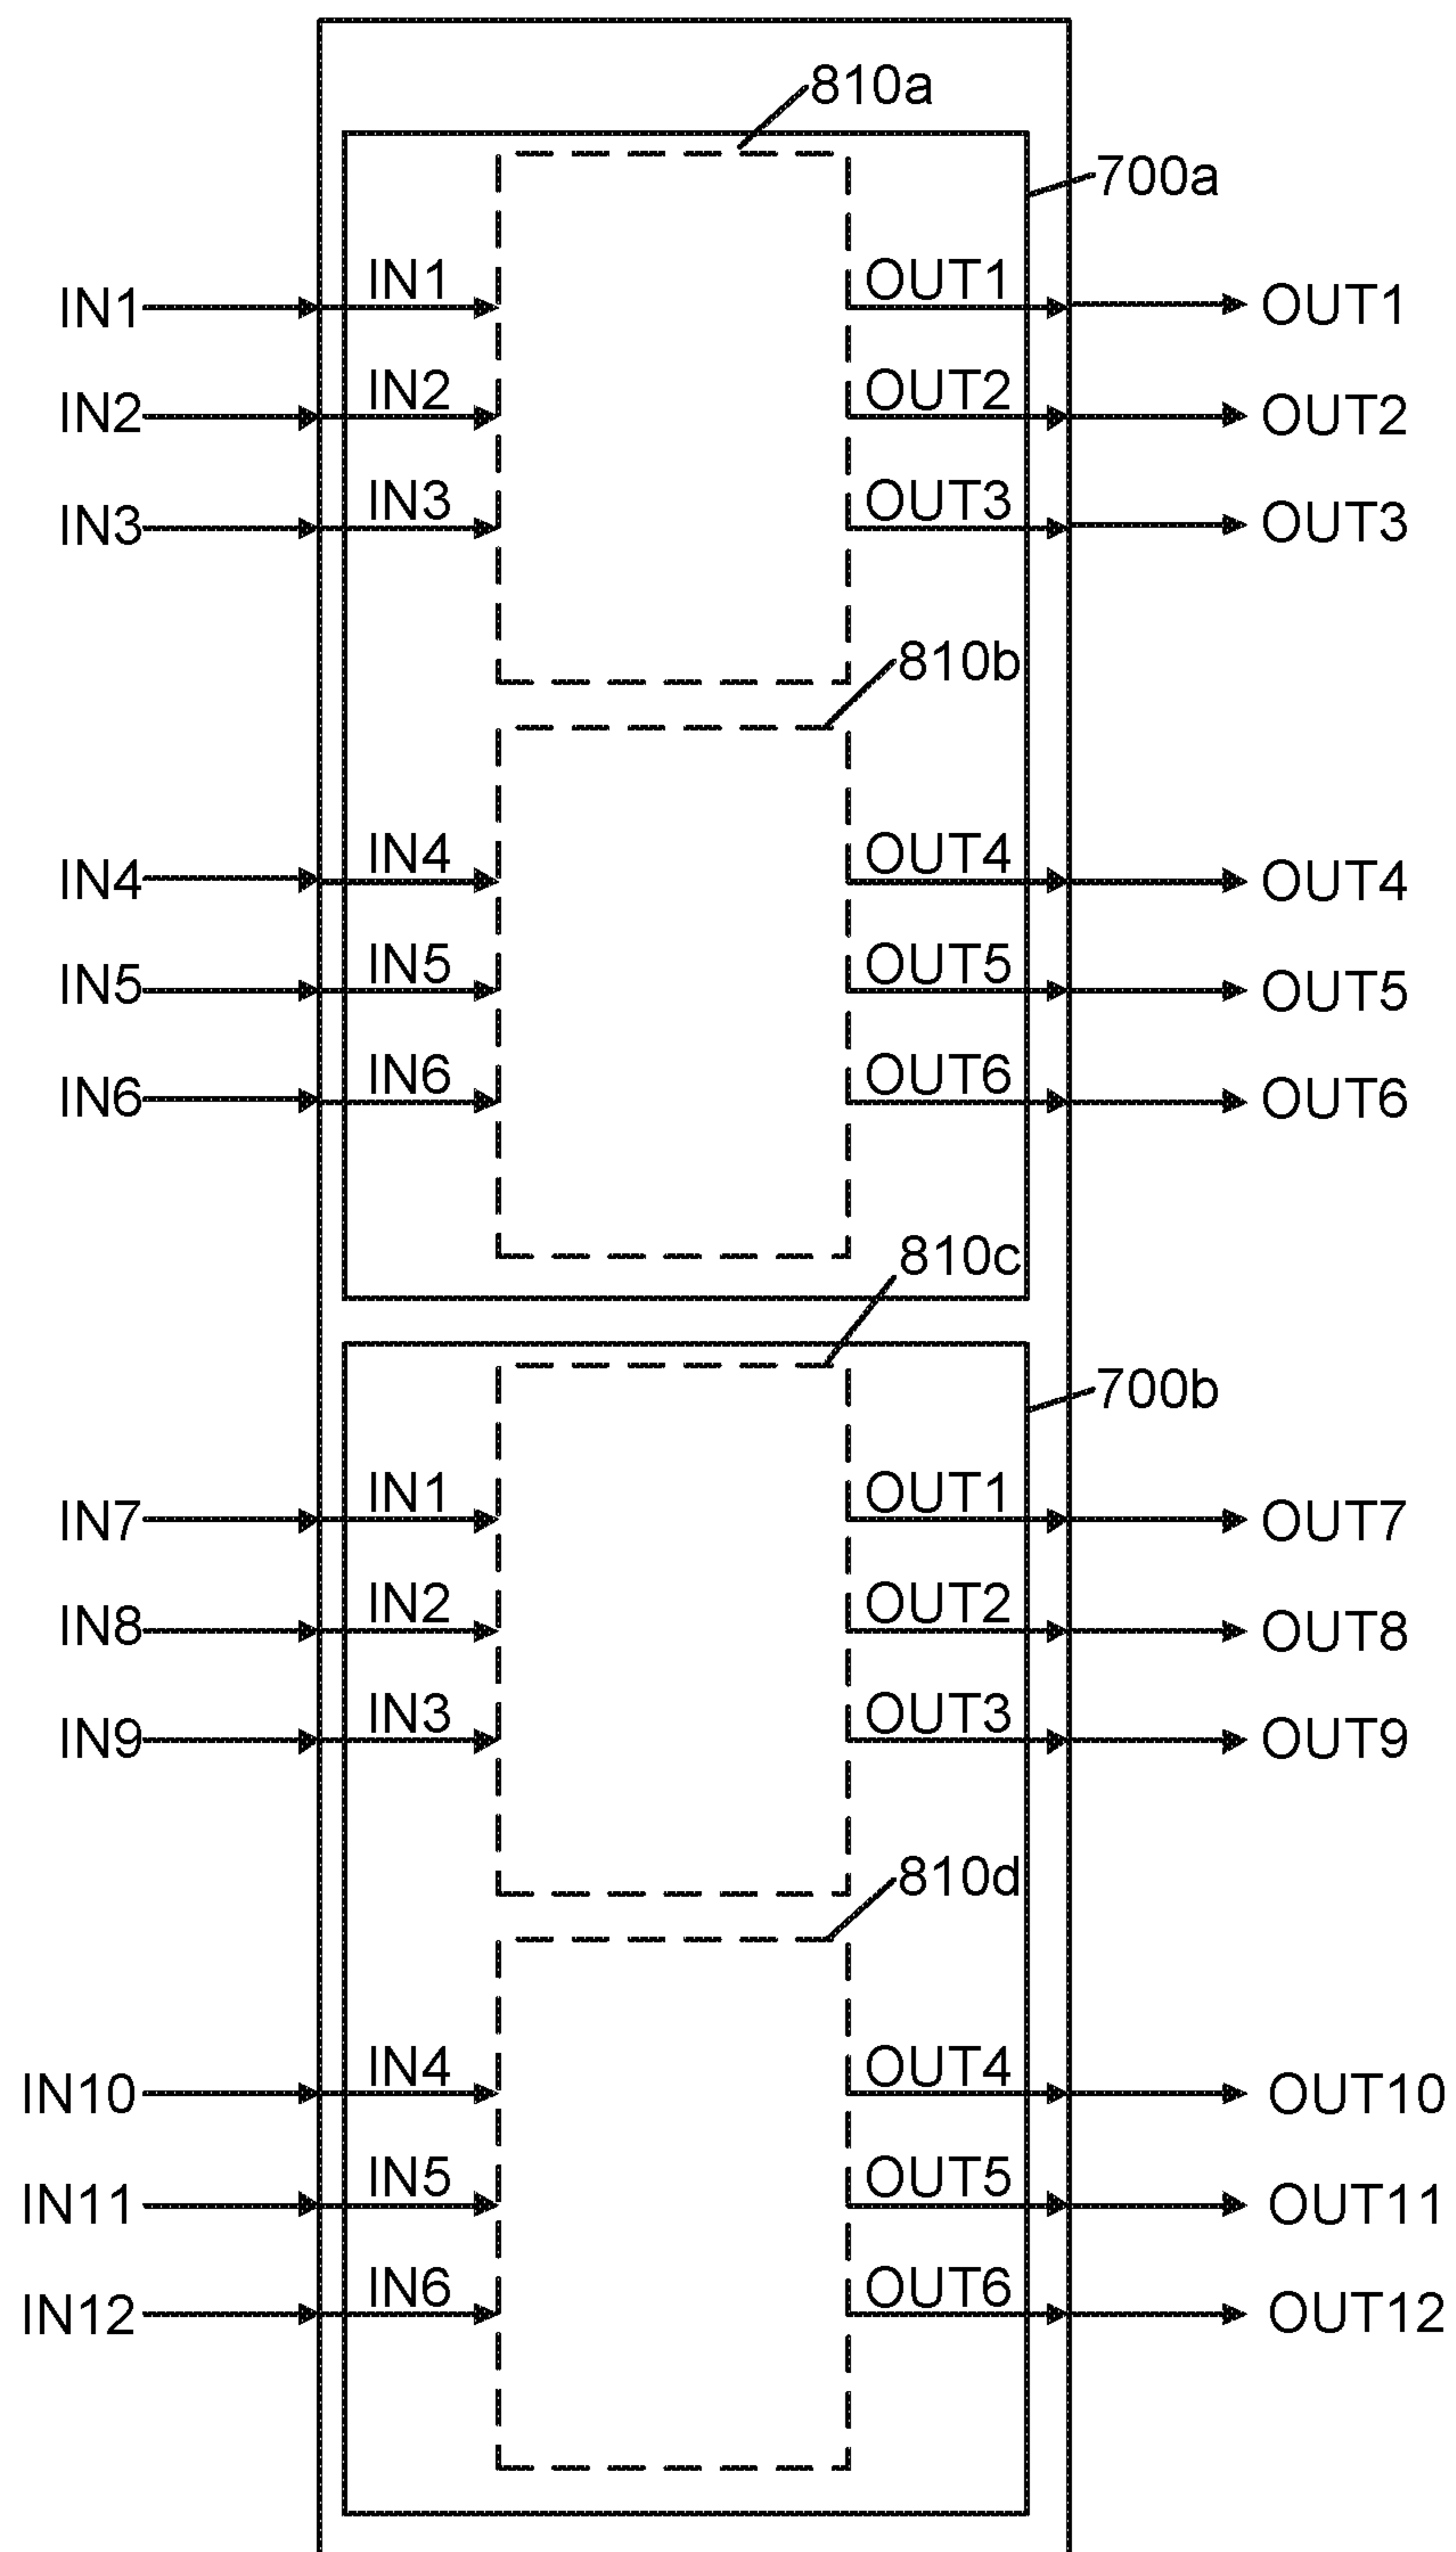 810a
700a
IN1 IN1 OUT1 OUT1
IN2 IN2 OUT2 OUT2
IN3 IN3 OUT3 OUT3
810b
IN4 IN4 OUT4 OUT4
IN5 IN5 OUT5 OUT5
IN6 IN6 OUT6 OUT6
810c
700b
IN7 IN1 OUT1 OUT7
IN8 IN2 OUT2 OUT8
IN9 IN3 OUT3 OUT9
810d
IN10 IN4 OUT4 OUT10
IN11 IN5 OUT5 OUT11
IN12 IN6 OUT6 OUT12